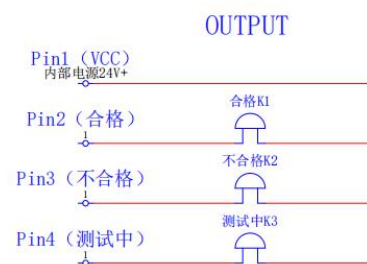 OUTPUT
Pin1（VCC）
内部电源24V+
合格K1
Pin2（合格）
1
不合格K2
Pin3（不合格）
1
测试中K3
Pin4（测试中）
1